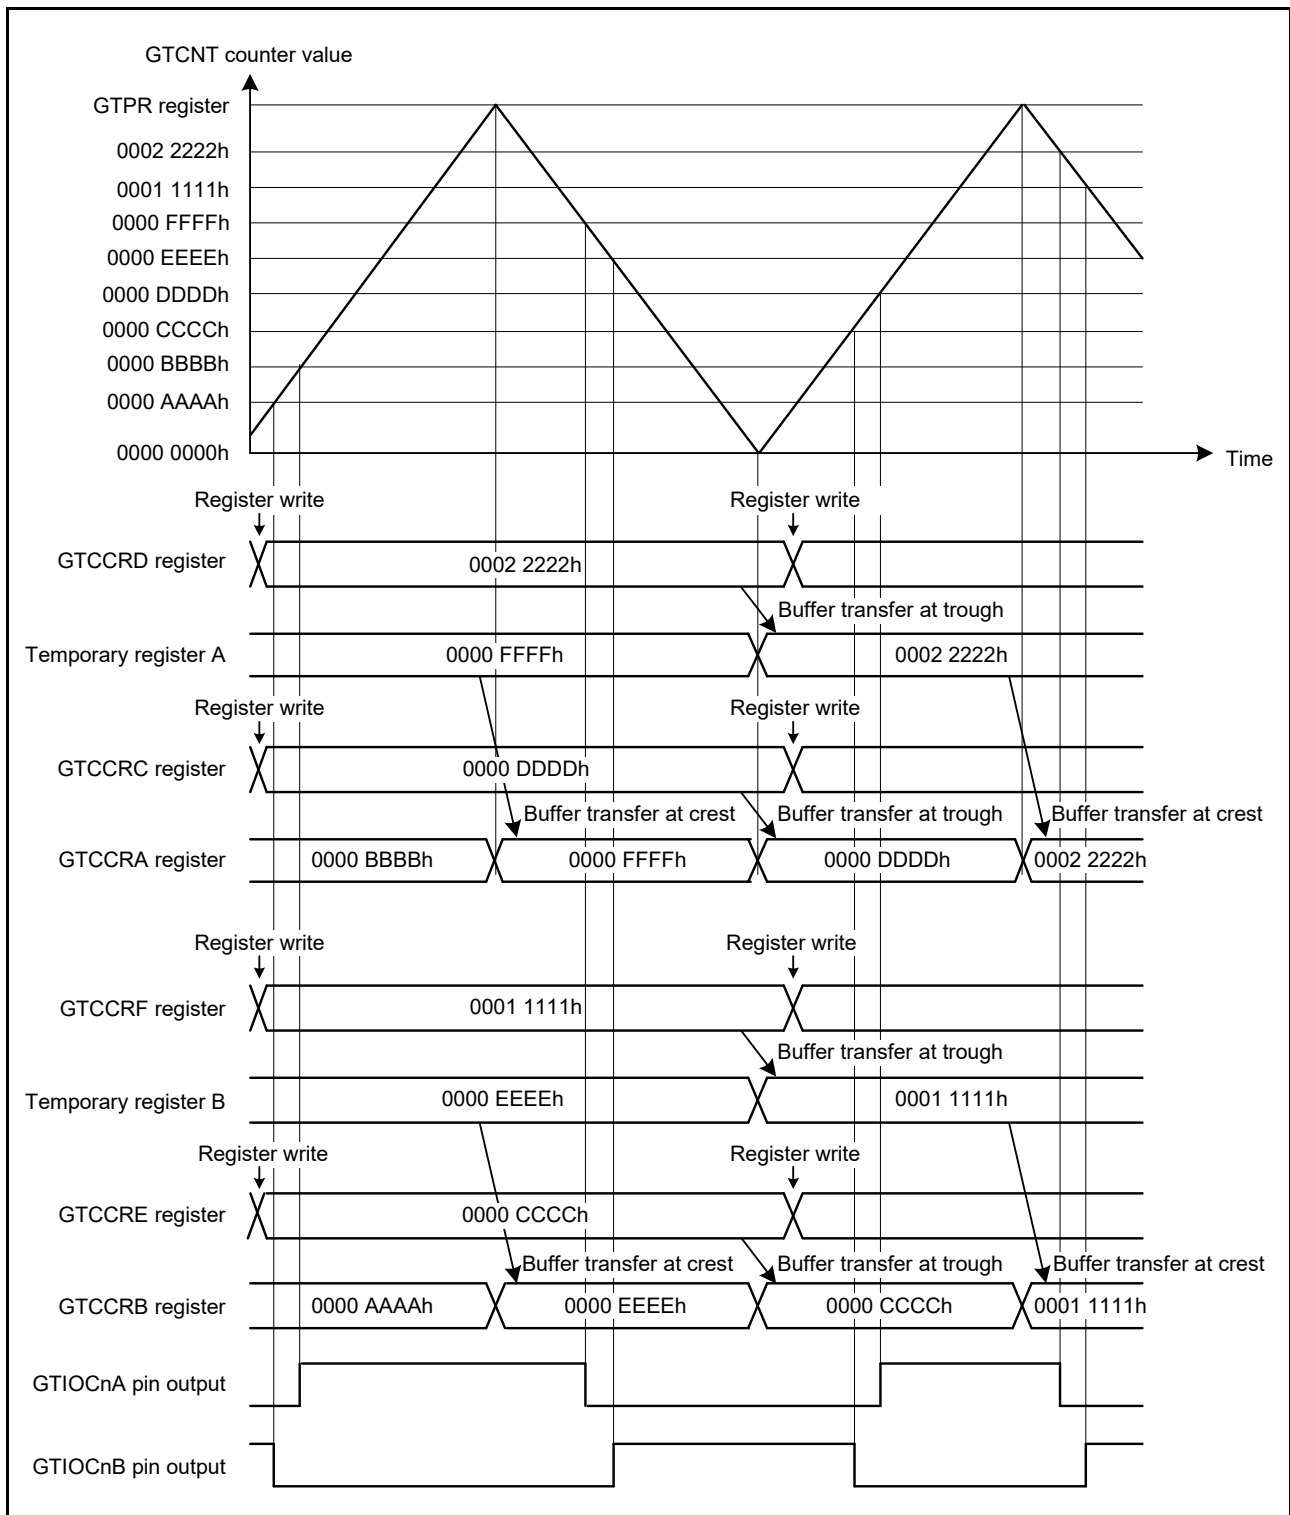 GTCNT counter value
GTPR register
0002 2222h
0001 1111h
0000 FFFFh
0000 EEEEh
0000 DDDDh
0000 CCCCh
0000 BBBBh
0000 AAAAh
0000 0000h
Time
Register write
Register write
GTCCRD register
0002 2222h
Buffer transfer at trough
Temporary register A
0000 FFFFh
0002 2222h
Register write
Register write
GTCCRC register
0000 DDDDh
Buffer transfer at crest
Buffer transfer at trough
Buffer transfer at crest
GTCCRA register
0000 BBBBh
0000 FFFFh
0000 DDDDh
0002 2222h
Register write
Register write
GTCCRF register
0001 1111h
Buffer transfer at trough
Temporary register B
0000 EEEEh
0001 1111h
Register write
Register write
GTCCRE register
0000 CCCCh
Buffer transfer at crest
Buffer transfer at trough
Buffer transfer at crest
GTCCRB register
0000 AAAAh
0000 EEEEh
0000 CCCCh
0001 1111h
GTIOCnA pin output
GTIOCnB pin output